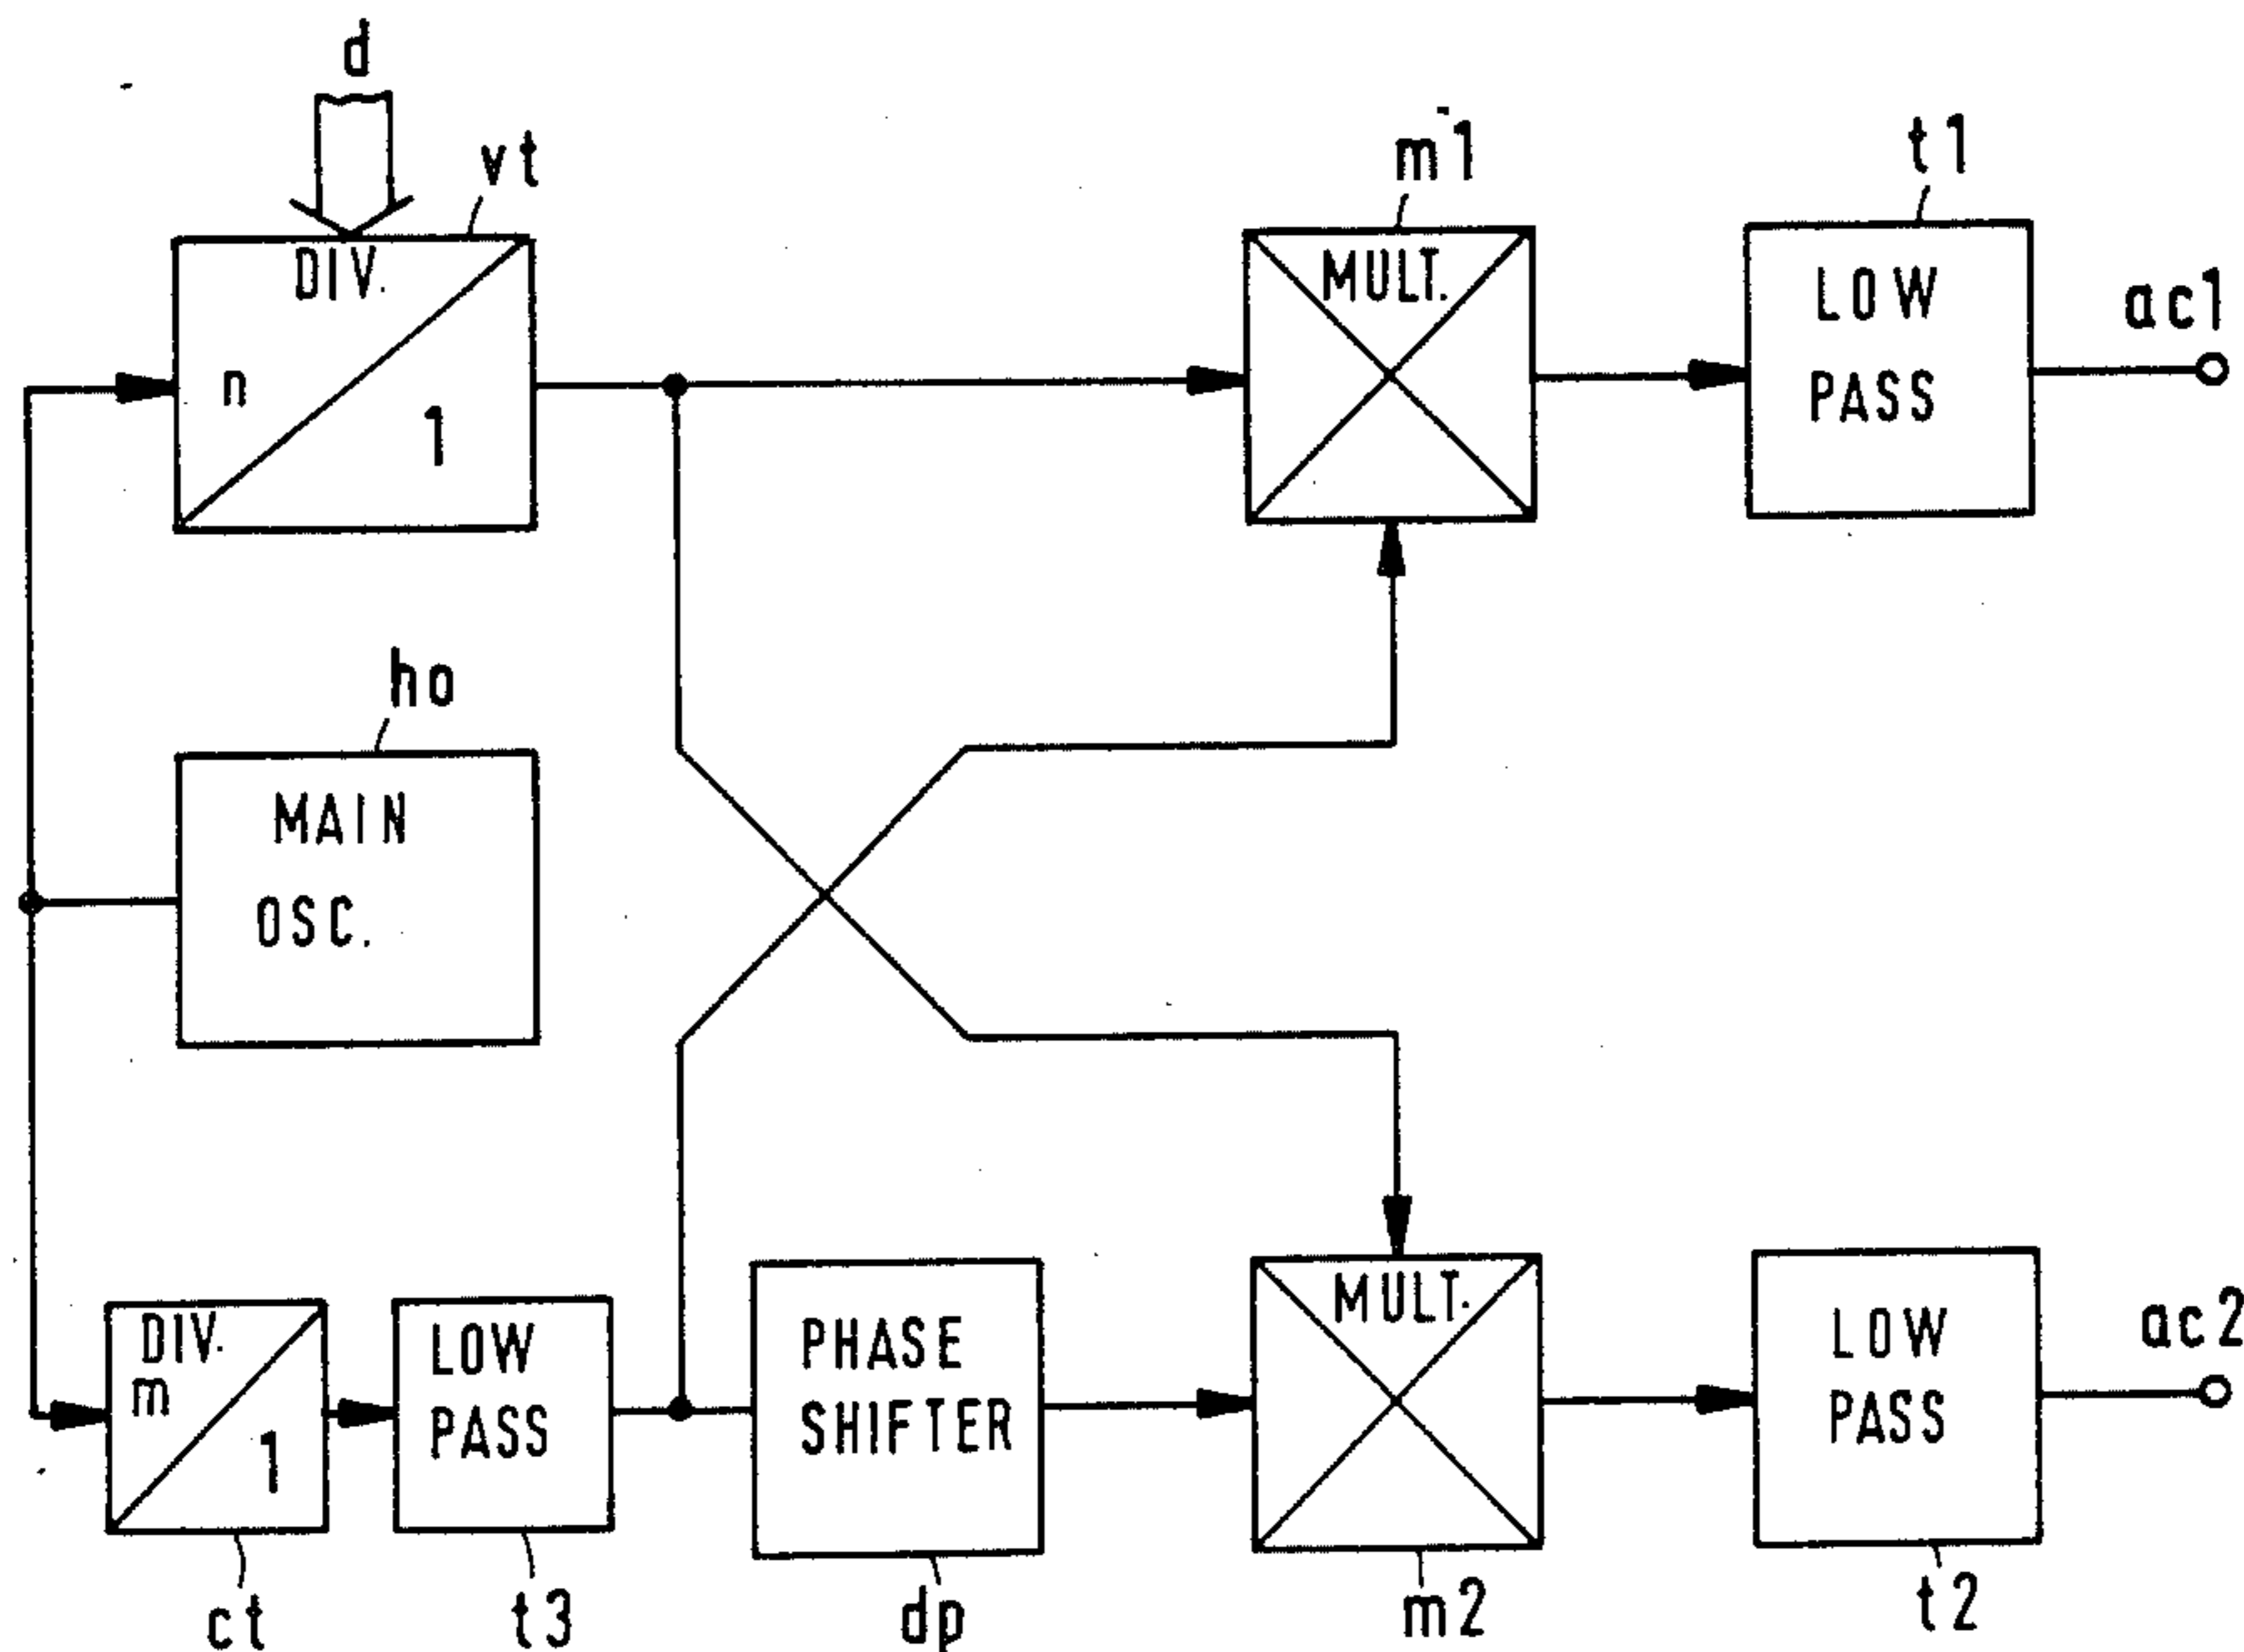 d
vt
DIV.
n
1
m1
MULT.
t1
LOW
PASS
ac1
ho
MAIN
OSC.
DIV.
m
1
ct
LOW
PASS
t3
PHASE
SHIFTER
dp
MULT.
m2
LOW
PASS
t2
ac2